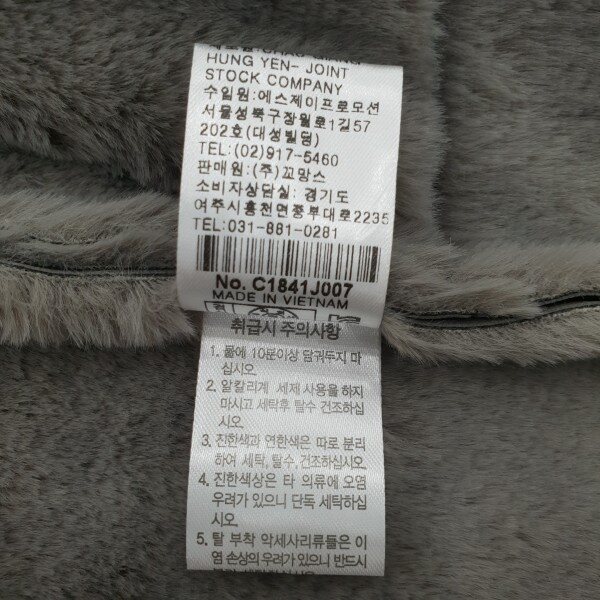 HUNG YEN- JOINT
STOCK COMPANY
수입원:에스제이프로모션
서울성북구장월로1길57
202호(대성빌딩)
TEL:(02)917-5460
판매원:(주)꼬망스
소비자상담실: 경기도
여주시흥천면중부대로2235
TEL:031-881-0281
No. C1841J007
MADE IN VIETNAM
취급시 주의사항
1. 물에 10분이상 담궈두지 마
십시오.
2. 알칼리계 세제 사용을 하지
마시고 세탁후 탈수 건조하십
시오.
3. 진한색과 연한색은 따로 분리
하여 세탁, 탈수,건조하십시오.
4. 진한색상은 타 의류에 오염
우려가 있으니 단독 세탁하십
시오.
5. 탈 부착 악세사리류들은 이
염 손상의 우려가 있으니 반드시